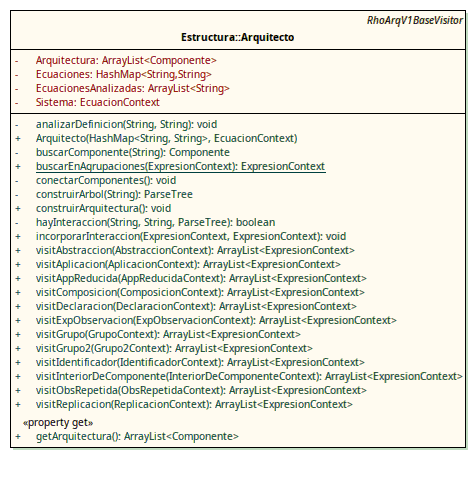 RhoArqV1BaseVisitor
Estructura::Arquitecto
- Arquitectura: ArrayList<Componente>
- Ecuaciones: HashMap<String,String>
- EcuacionesAnalizadas: ArrayList<String>
- Sistema: EcuacionContext
- analizarDefinicion(String, String): void
+ Arquitecto(HashMap<String, String>, EcuacionContext)
- buscarComponente(String): Componente
+ buscarEnAgrupaciones(ExpresionContext): ExpresionContext
- conectarComponentes(): void
- construirArbol(String): ParseTree
+ construirArquitectura(): void
- hayInteraccion(String, String, ParseTree): boolean
+ incorporarInteraccion(ExpresionContext, ExpresionContext): void
+ visitAbstraccion(AbstraccionContext): ArrayList<ExpresionContext>
+ visitAplicacion(AplicacionContext): ArrayList<ExpresionContext>
+ visitAppReducida(AppReducidaContext): ArrayList<ExpresionContext>
+ visitComposicion(ComposicionContext): ArrayList<ExpresionContext>
+ visitDeclaracion(DeclaracionContext): ArrayList<ExpresionContext>
+ visitExpObservacion(ExpObservacionContext): ArrayList<ExpresionContext>
+ visitGrupo(GrupoContext): ArrayList<ExpresionContext>
+ visitGrupo2(Grupo2Context): ArrayList<ExpresionContext>
+ visitIdentificador(IdentificadorContext): ArrayList<ExpresionContext>
+ visitInteriorDeComponente(InteriorDeComponenteContext): ArrayList<ExpresionContext>
+ visitObsRepetida(ObsRepetidaContext): ArrayList<ExpresionContext>
+ visitReplicacion(ReplicacionContext): ArrayList<ExpresionContext>
«property get»
+ getArquitectura(): ArrayList<Componente>